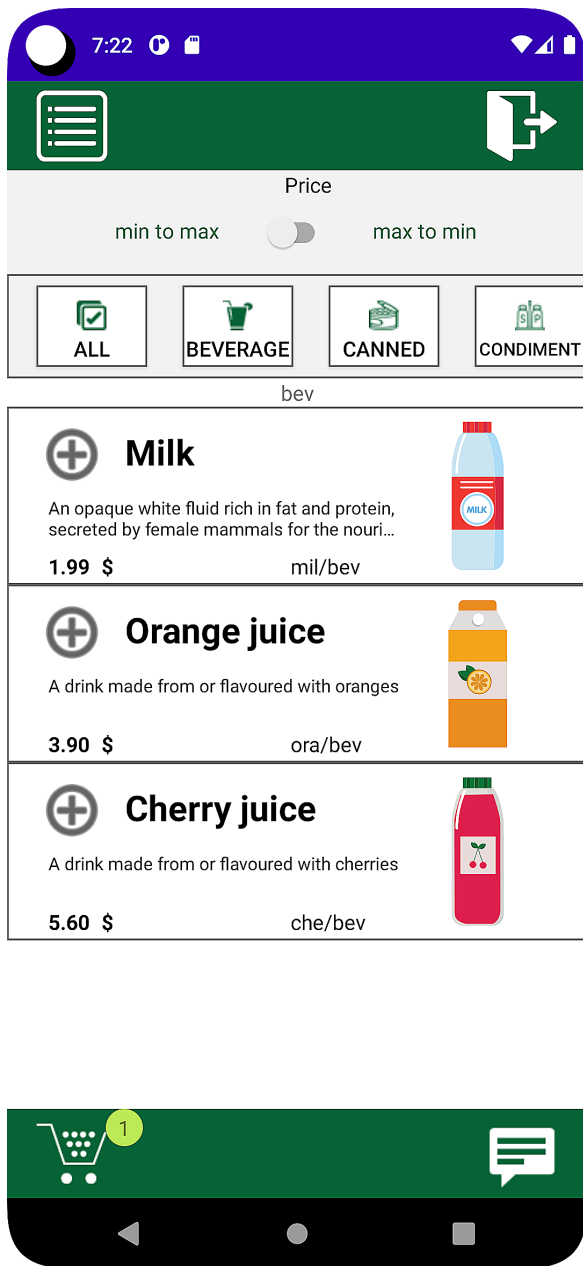 7:22
Price
min to max
max to min
ALL
BEVERAGE
CANNED
S P
CONDIMENT
bev
Milk
An opaque white fluid rich in fat and protein,
secreted by female mammals for the nouri...
MILK
1.99 $
mil/bev
Orange juice
A drink made from or flavoured with oranges
3.90 $
ora/bev
Cherry juice
A drink made from or flavoured with cherries
5.60 $
che/bev
1